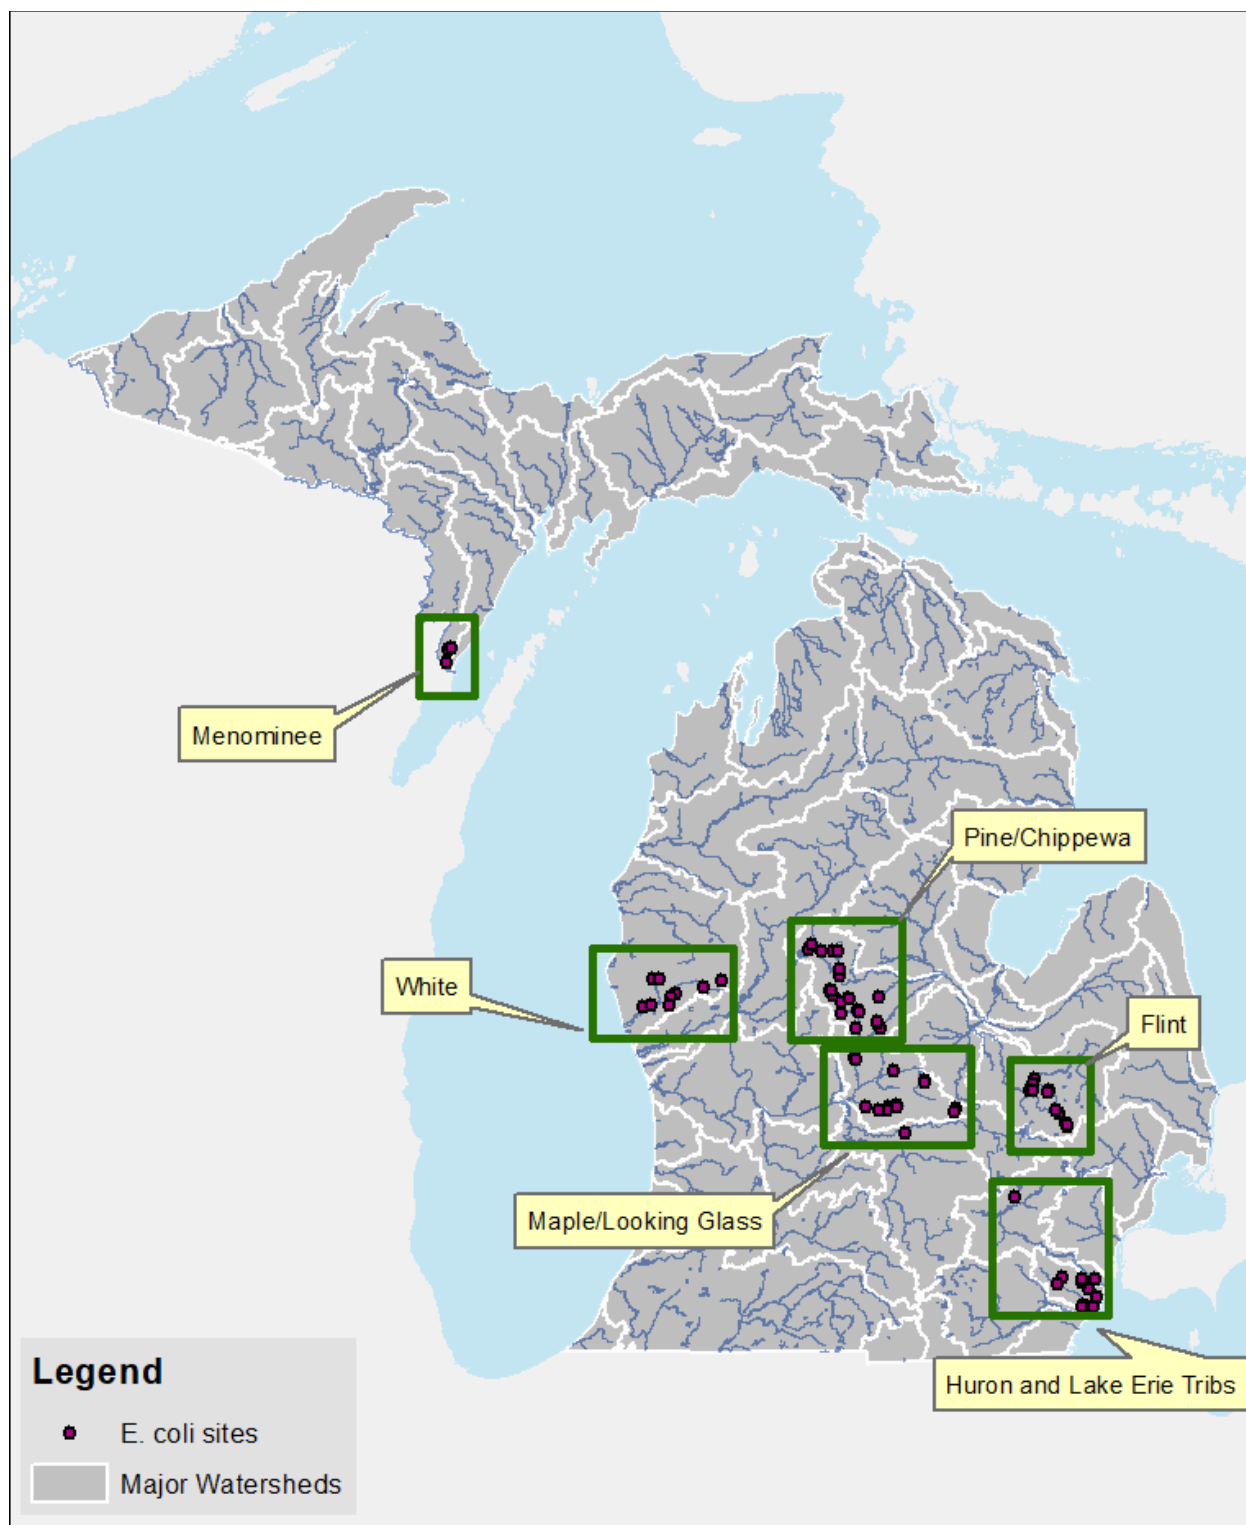 Menominee
Pine/Chippewa
White
Flint
Maple/Looking Glass
Huron and Lake Erie Tribs
Legend
E. coli sites
Major Watersheds